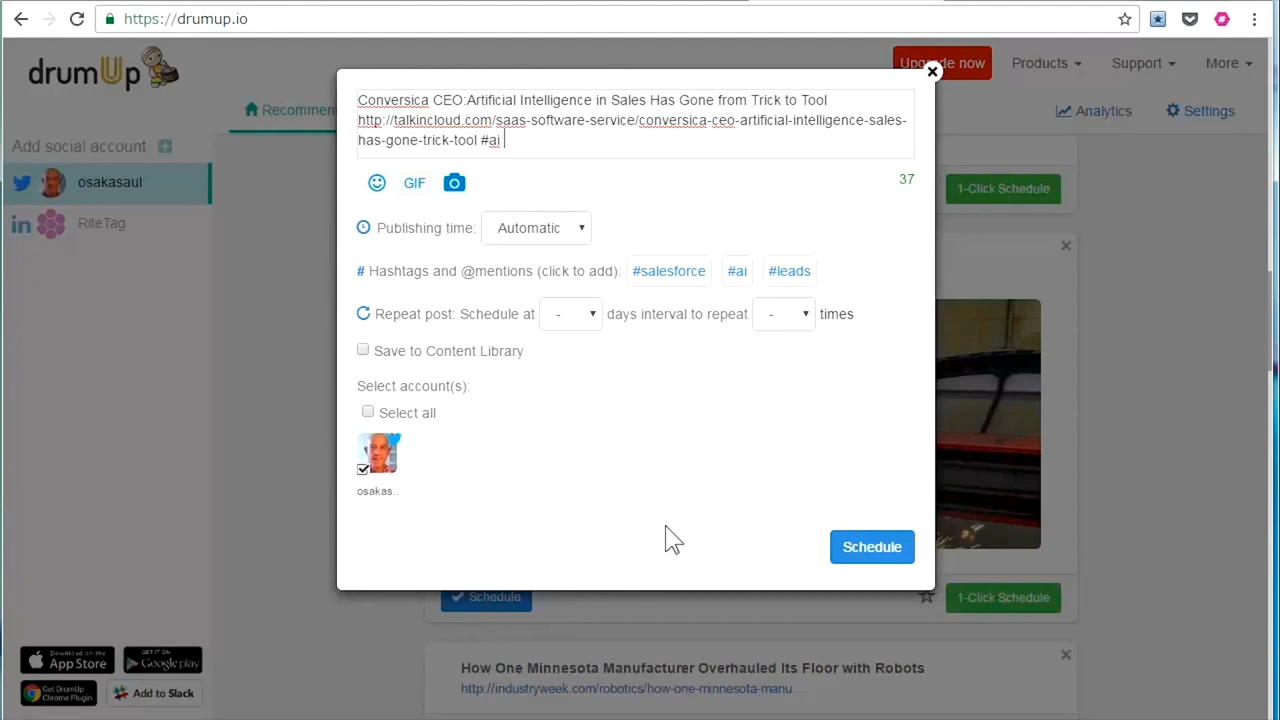 https://drumup.io
drumUp
Upgrade now
Products
Support
More
Recommen
Analytics
Settings
Add social account
osakasaul
RiteTag
Conversica CEO:Artificial Intelligence in Sales Has Gone from Trick to Tool
http://talkincloud.com/saas-software-service/conversica-ceo-artificial-intelligence-sales-
has-gone-trick-tool #ai
GIF
37
1-Click Schedule
Publishing time:
Automatic
# Hashtags and @mentions (click to add):
#salesforce
#ai
#leads
Repeat post: Schedule at - days interval to repeat - times
Save to Content Library
Select account(s):
Select all
osakas..
Schedule
Schedule
1-Click Schedule
Download on the
App Store
Google play
Get DrumUp
Chrome Plugin
Add to Slack
How One Minnesota Manufacturer Overhauled Its Floor with Robots
http://industryweek.com/robotics/how-one-minnesota-manu....